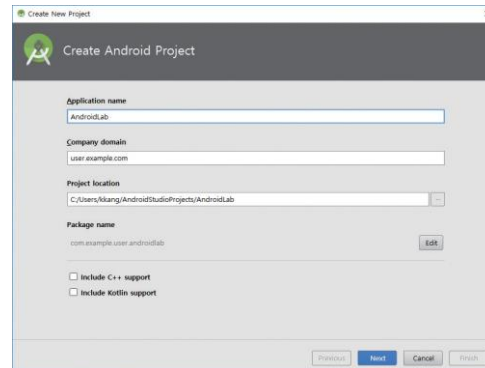 Create New Project
Create Android Project
Application name
AndroidLab
Company domain
user.example.com
Project location
C:/Users/kkang/AndroidStudioProjects/AndroidLab
...
Package name
com.example.user.androidlab
Edit
Include C++ support
Include Kotlin support
Previous Next Cancel Finish